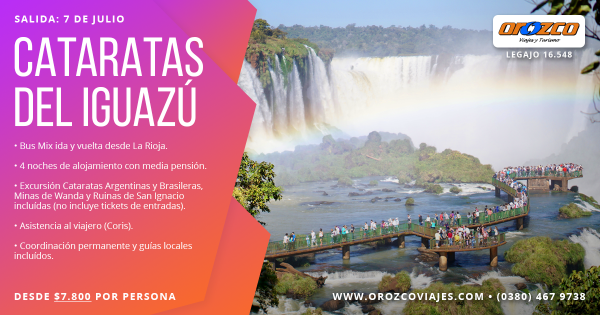 SALIDA: 7 DE JULIO
CATARATAS
DEL IGUAZÚ
• Bus Mix ida y vuelta desde La Rioja.
• 4 noches de alojamiento con media pensión.
• Excursión Cataratas Argentinas y Brasileras,
Minas de Wanda y Ruinas de San Ignacio
incluídas (no incluye tickets de entradas).
• Asistencia al viajero (Coris).
• Coordinación permanente y guías locales
incluídos.
DESDE $7.800 POR PERSONA
OROZCO
Viajes y Turismo
LEGAJO 16.548
WWW.OROZCOVIAJES.COM • (0380) 467 9738